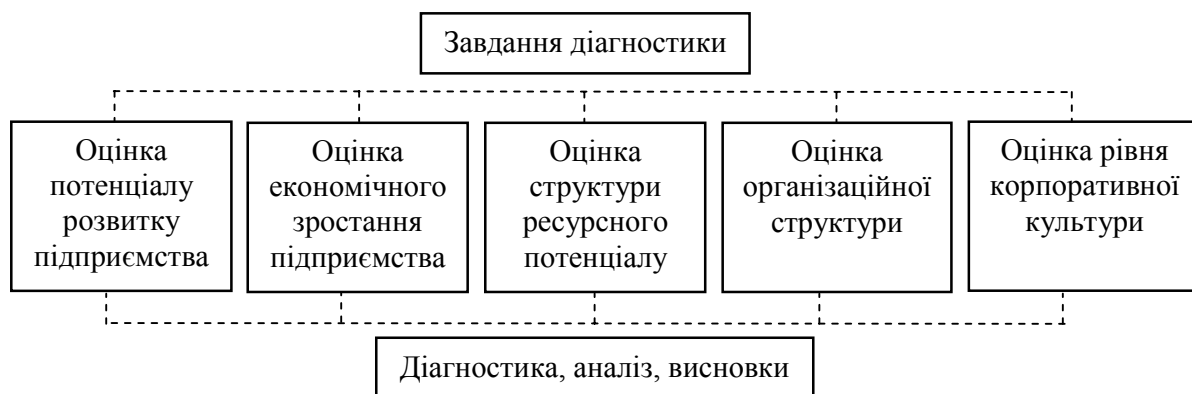 Завдання діагностики
Оцінка
потенціалу
розвитку
підприємства
Оцінка
економічного
зростання
підприємства
Оцінка
структури
ресурсного
потенціалу
Оцінка
організаційної
структури
Оцінка рівня
корпоративної
культури
Діагностика, аналіз, висновки